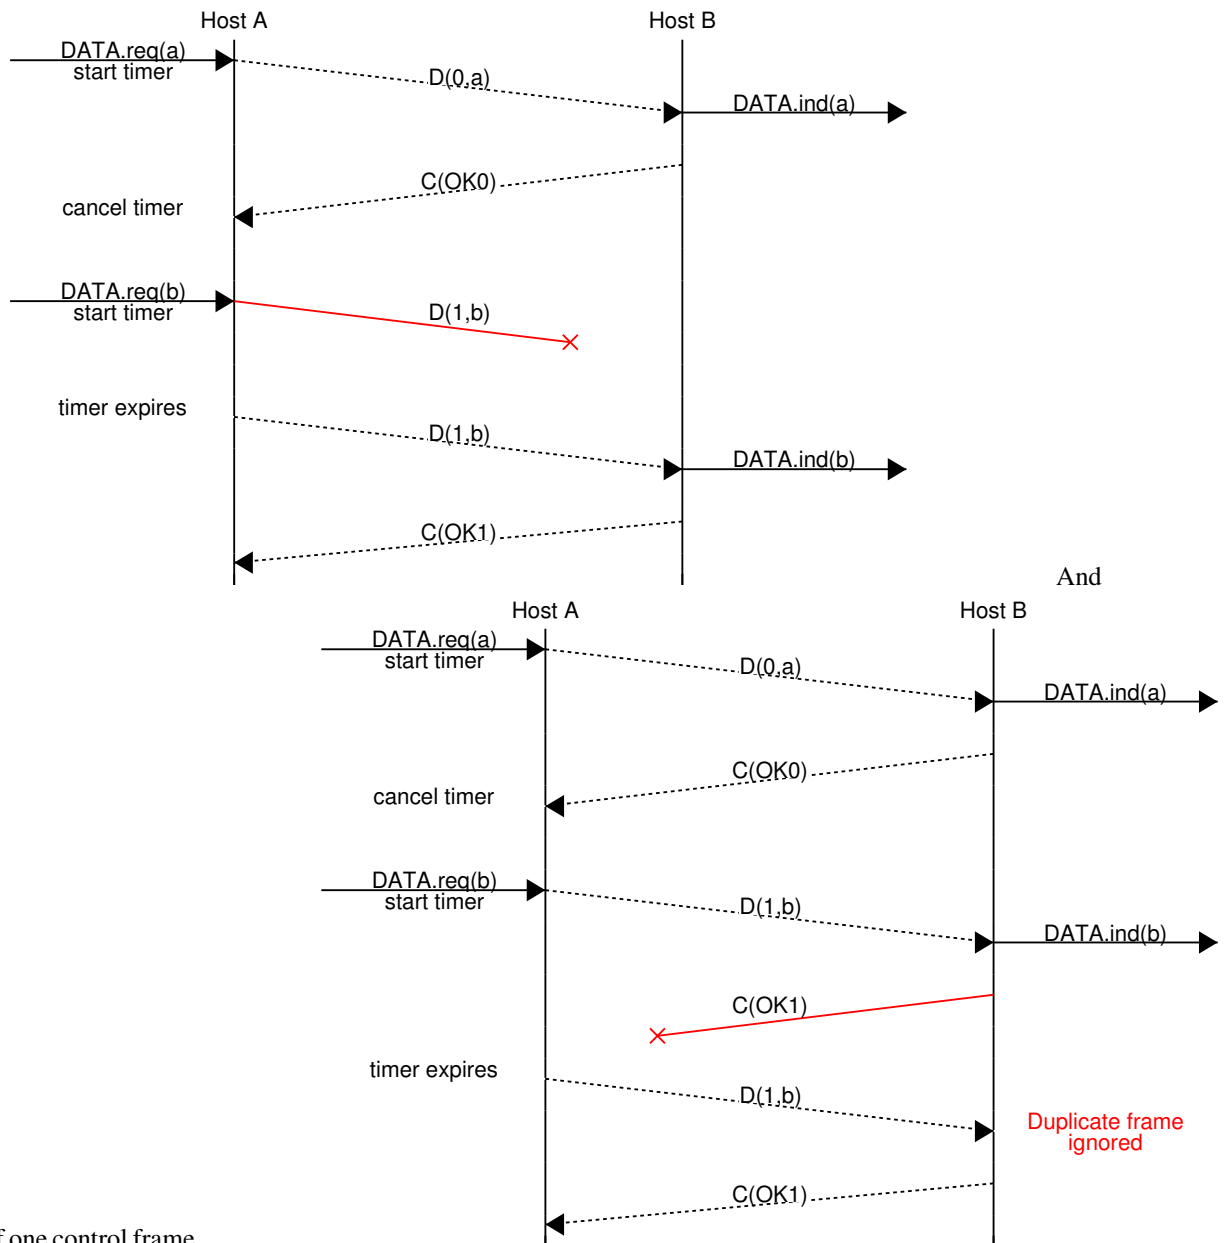 Host A
Host B
DATA.req(a)
start timer
D(0,a)
DATA.ind(a)
C(OK0)
cancel timer
DATA.req(b)
start timer
D(1,b)
timer expires
D(1,b)
DATA.ind(b)
C(OK1)
And
Host A
Host B
DATA.req(a)
start timer
D(0,a)
DATA.ind(a)
C(OK0)
cancel timer
DATA.req(b)
start timer
D(1,b)
DATA.ind(b)
C(OK1)
timer expires
D(1,b)
Duplicate frame
ignored
C(OK1)
one control frame